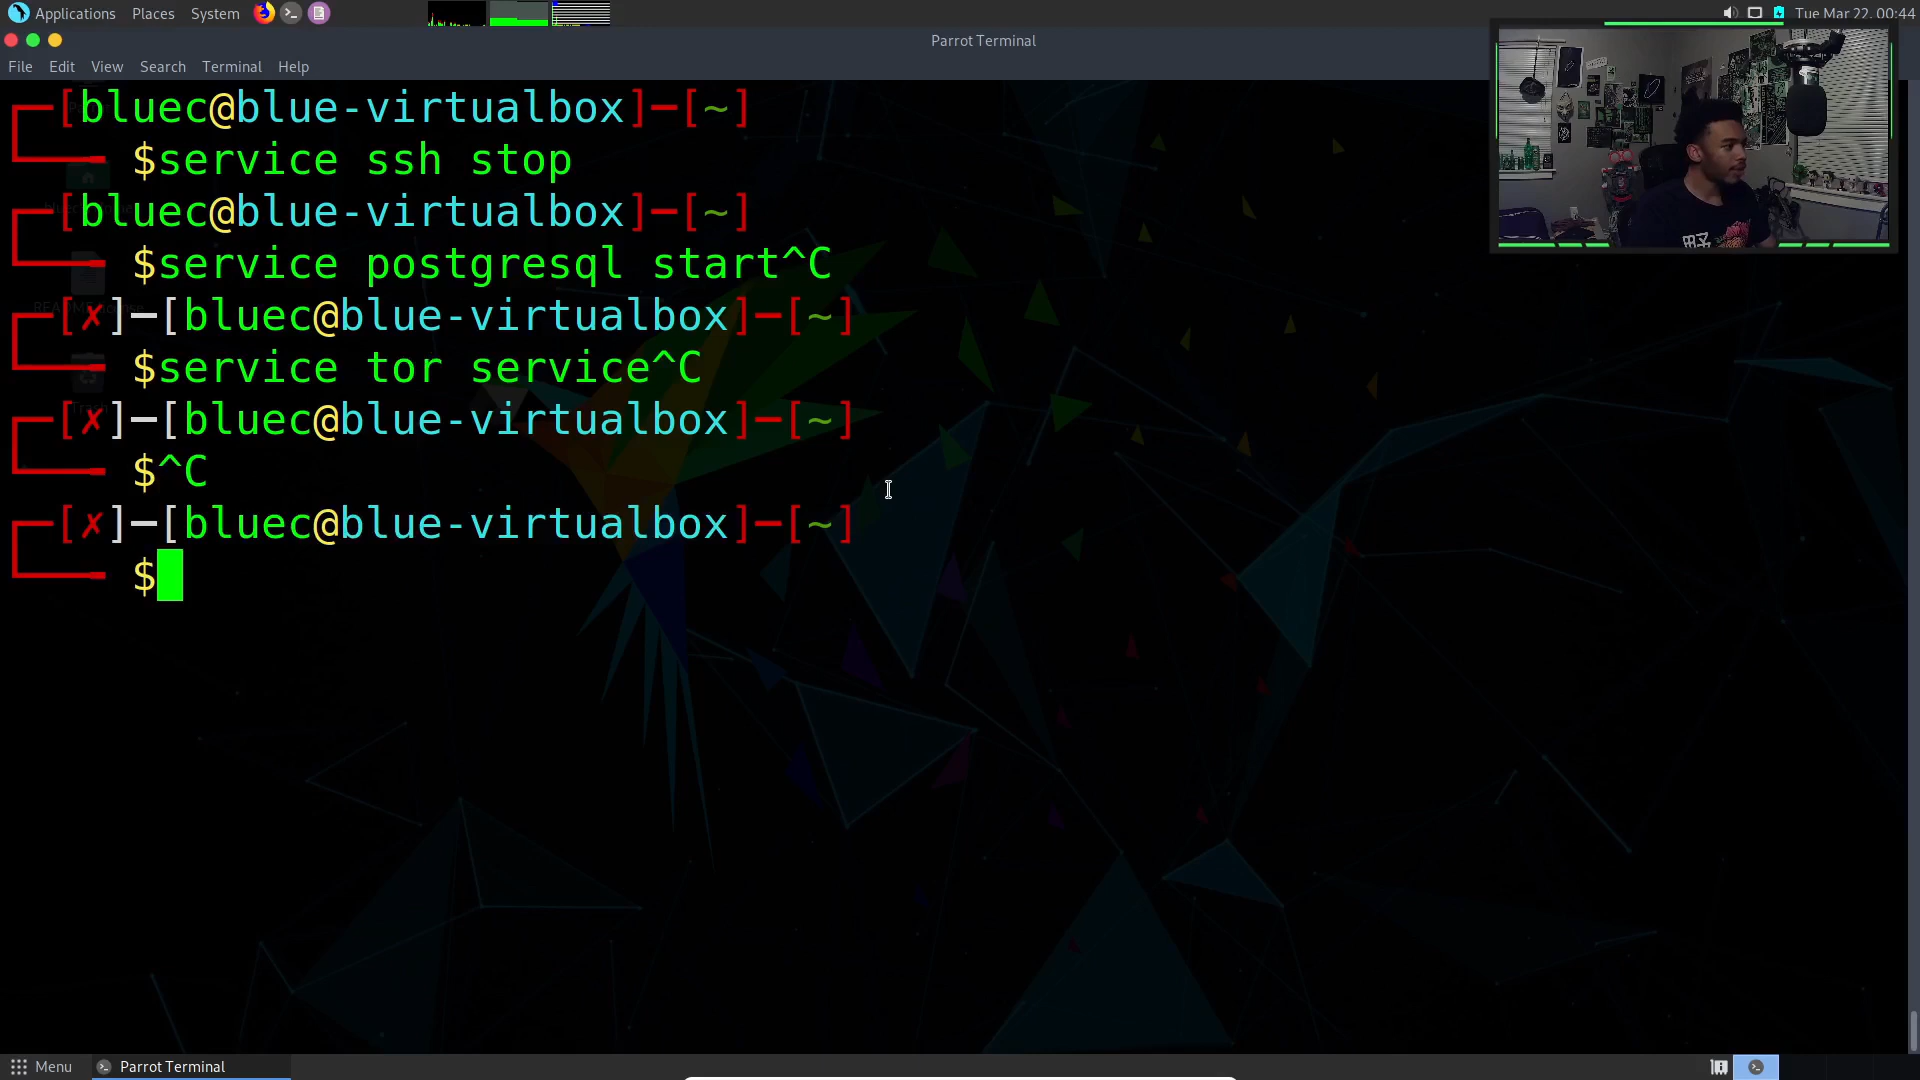 Applications Places System
Tue Mar 22, 00:44
Parrot Terminal
File Edit View Search Terminal Help
[bluec@blue-virtualbox]─[~]
$service ssh stop
[bluec@blue-virtualbox]─[~]
$service postgresql start^C
[✗]─[bluec@blue-virtualbox]─[~]
$service tor service^C
[✗]─[bluec@blue-virtualbox]─[~]
$^C
[✗]─[bluec@blue-virtualbox]─[~]
$
Menu Parrot Terminal